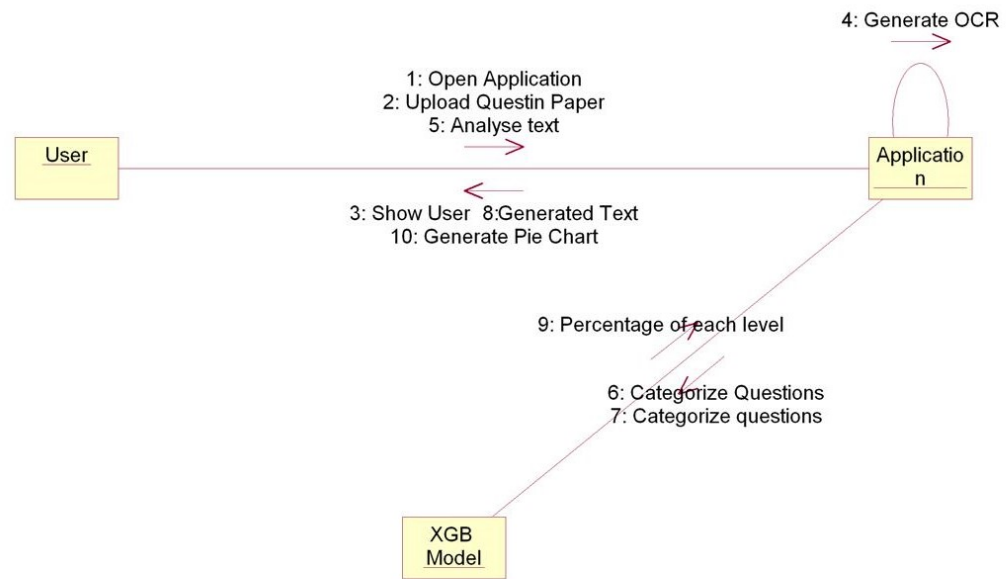 4: Generate OCR
1: Open Application
2: Upload Questin Paper
5: Analyse text
User
Applicatio
n
3: Show User 8:Generated Text
10: Generate Pie Chart
9: Percentage of each level
6: Categorize Questions
7: Categorize questions
XGB
Model